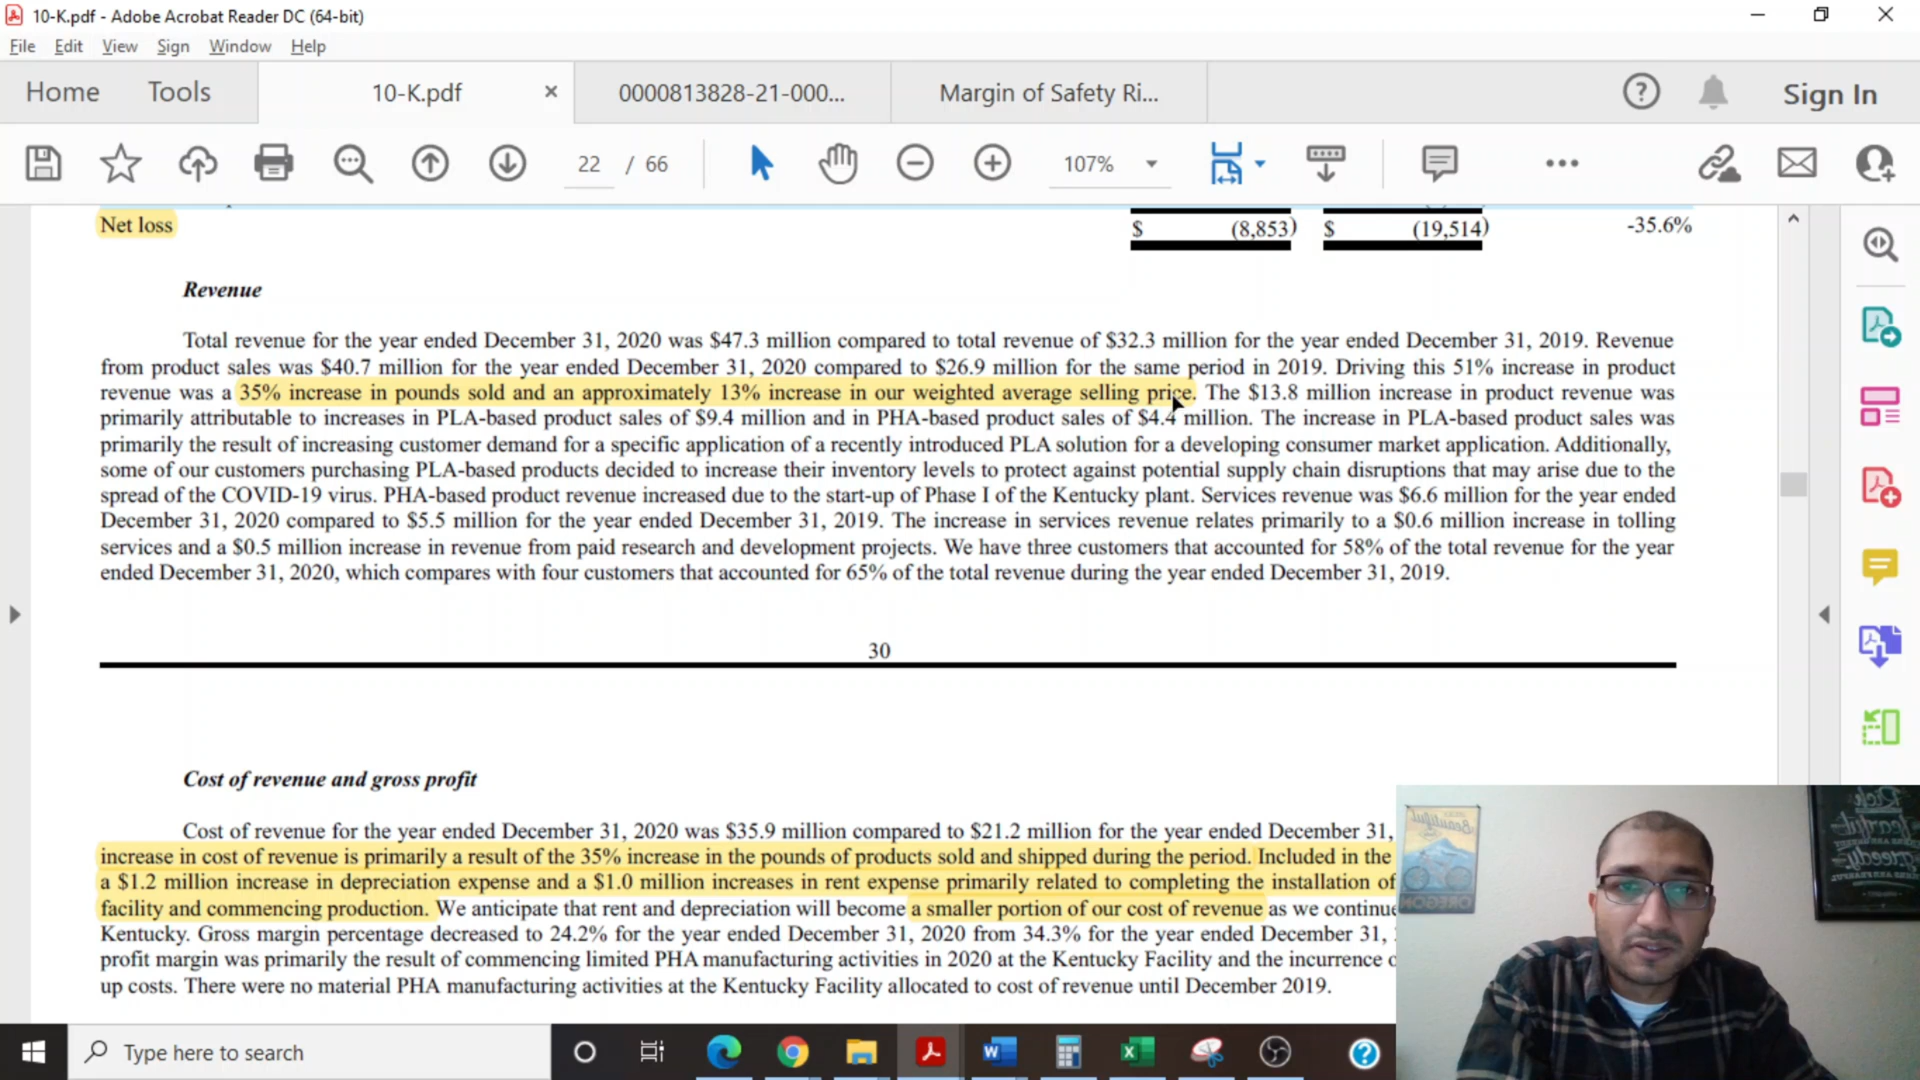 10-K.pdf - Adobe Acrobat Reader DC (64-bit)
File Edit View Sign Window Help
Home Tools 10-K.pdf 0000813828-21-000... Margin of Safety Ri... Sign In
22 / 66 107%
Net loss $ (8,853) $ (19,514) -35.6%
Revenue
Total revenue for the year ended December 31, 2020 was $47.3 million compared to total revenue of $32.3 million for the year ended December 31, 2019. Revenue
from product sales was $40.7 million for the year ended December 31, 2020 compared to $26.9 million for the same period in 2019. Driving this 51% increase in product
revenue was a 35% increase in pounds sold and an approximately 13% increase in our weighted average selling price. The $13.8 million increase in product revenue was
primarily attributable to increases in PLA-based product sales of $9.4 million and in PHA-based product sales of $4.4 million. The increase in PLA-based product sales was
primarily the result of increasing customer demand for a specific application of a recently introduced PLA solution for a developing consumer market application. Additionally,
some of our customers purchasing PLA-based products decided to increase their inventory levels to protect against potential supply chain disruptions that may arise due to the
spread of the COVID-19 virus. PHA-based product revenue increased due to the start-up of Phase I of the Kentucky plant. Services revenue was $6.6 million for the year ended
December 31, 2020 compared to $5.5 million for the year ended December 31, 2019. The increase in services revenue relates primarily to a $0.6 million increase in tolling
services and a $0.5 million increase in revenue from paid research and development projects. We have three customers that accounted for 58% of the total revenue for the year
ended December 31, 2020, which compares with four customers that accounted for 65% of the total revenue during the year ended December 31, 2019.
30
Cost of revenue and gross profit
Cost of revenue for the year ended December 31, 2020 was $35.9 million compared to $21.2 million for the year ended December 31,
increase in cost of revenue is primarily a result of the 35% increase in the pounds of products sold and shipped during the period. Included in the
a $1.2 million increase in depreciation expense and a $1.0 million increases in rent expense primarily related to completing the installation of
facility and commencing production. We anticipate that rent and depreciation will become a smaller portion of our cost of revenue as we continue
Kentucky. Gross margin percentage decreased to 24.2% for the year ended December 31, 2020 from 34.3% for the year ended December 31,
profit margin was primarily the result of commencing limited PHA manufacturing activities in 2020 at the Kentucky Facility and the incurrence
up costs. There were no material PHA manufacturing activities at the Kentucky Facility allocated to cost of revenue until December 2019.
Beautiful
OREGON
Type here to search